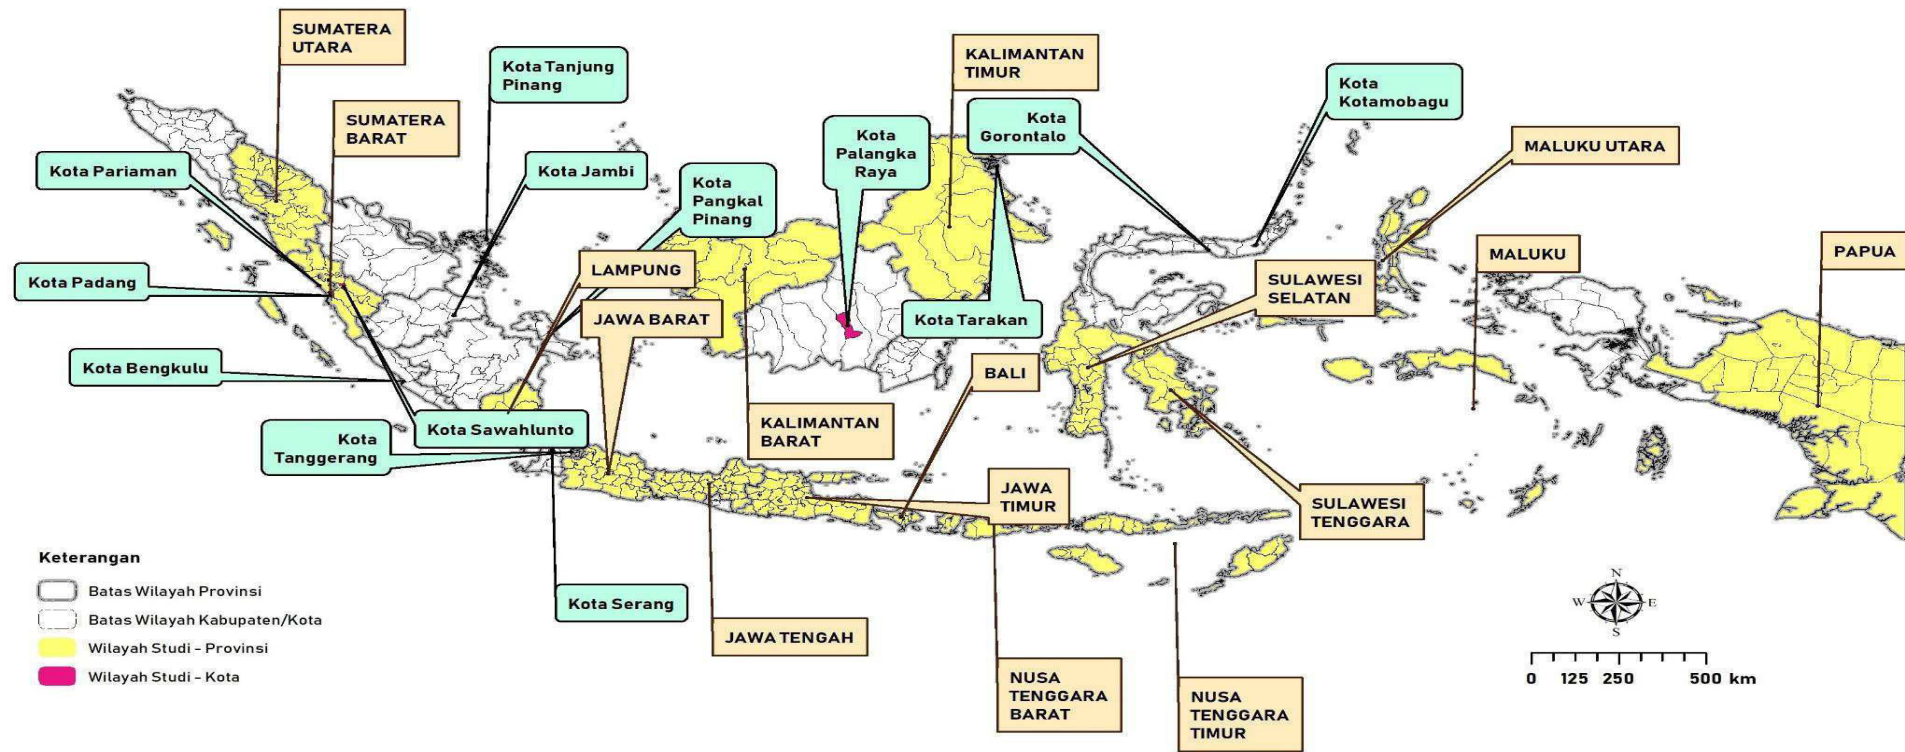 SUMATERA
UTARA
Kota Tanjung
Pinang
KALIMANTAN
TIMUR
Kota
Kotamobagu
SUMATERA
BARAT
Kota
Palangka
Raya
Kota
Gorontalo
MALUKU UTARA
Kota Pariaman
Kota Jambi
Kota
Pangkal
Pinang
Kota Padang
LAMPUNG
SULAWESI
SELATAN
MALUKU
PAPUA
JAWA BARAT
Kota Tarakan
Kota Bengkulu
BALI
Kota Sawahlunto
KALIMANTAN
BARAT
Kota
Tanggerang
JAWA
TIMUR
SULAWESI
TENGGARA
Kota Serang
JAWA TENGAH
NUSA
TENGGARA
BARAT
NUSA
TENGGARA
TIMUR
Keterangan
Batas Wilayah Provinsi
Batas Wilayah Kabupaten/Kota
Wilayah Studi - Provinsi
Wilayah Studi - Kota
N
W E
S
0 125 250 500 km